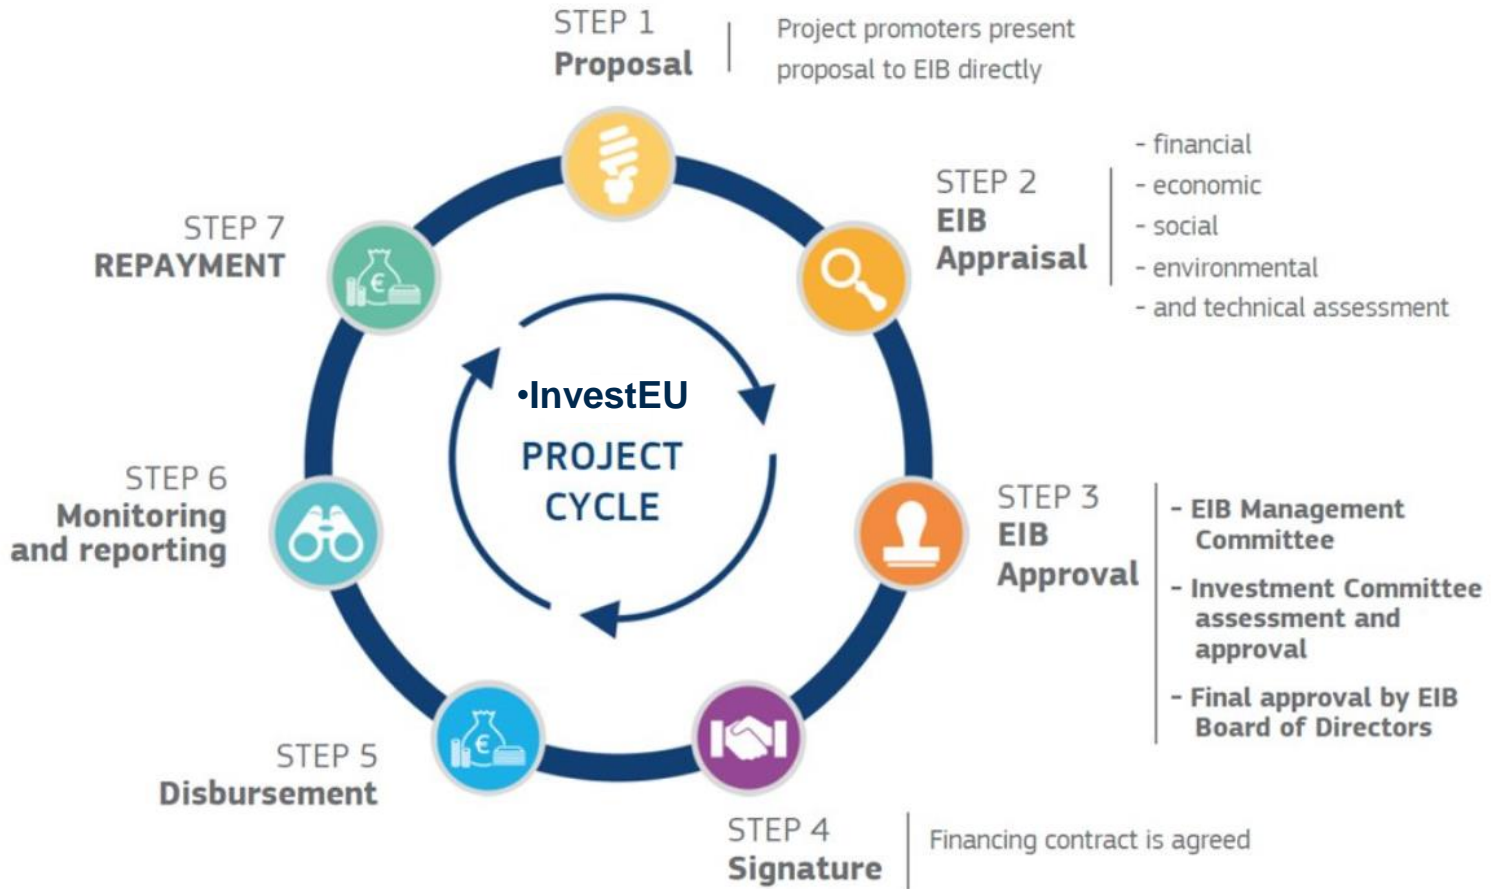 STEP 1
Proposal
Project promoters present
proposal to EIB directly
STEP 2
EIB
Appraisal
- financial
- economic
- social
- environmental
- and technical assessment
STEP 3
EIB
Approval
- EIB Management
Committee
- Investment Committee
assessment and
approval
- Final approval by EIB
Board of Directors
STEP 4
Signature
Financing contract is agreed
STEP 5
Disbursement
STEP 6
Monitoring
and reporting
STEP 7
REPAYMENT
•InvestEU
PROJECT
CYCLE
€
€